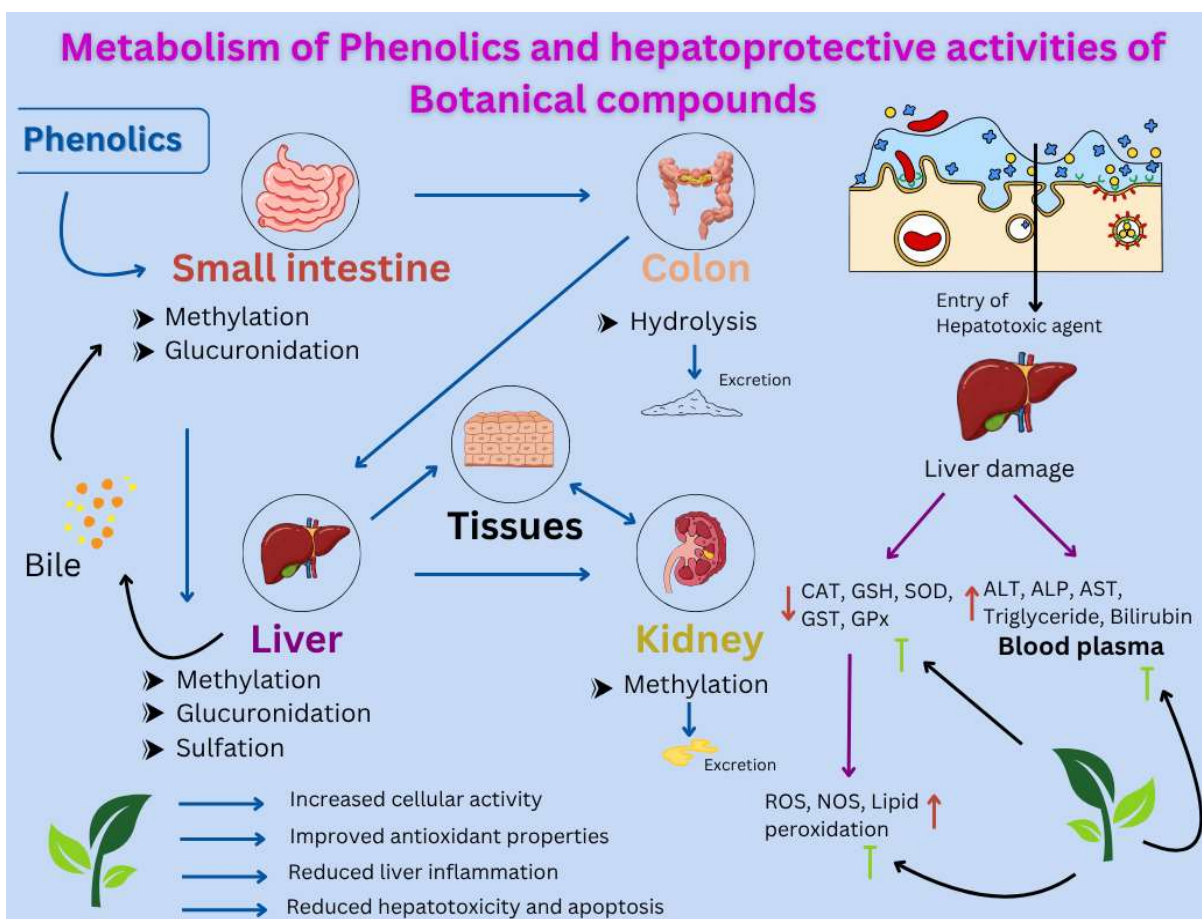 Metabolism of Phenolics and hepatoprotective activities of
Botanical compounds
Phenolics
Small intestine
Methylation
Glucuronidation
Colon
Hydrolysis
Excretion
Entry of
Hepatotoxic agent
Liver damage
Tissues
Bile
Liver
Methylation
Glucuronidation
Sulfation
Kidney
Methylation
Excretion
CAT, GSH, SOD,
GST, GPx
ALT, ALP, AST,
Triglyceride, Bilirubin
Blood plasma
ROS, NOS, Lipid
peroxidation
Increased cellular activity
Improved antioxidant properties
Reduced liver inflammation
Reduced hepatotoxicity and apoptosis